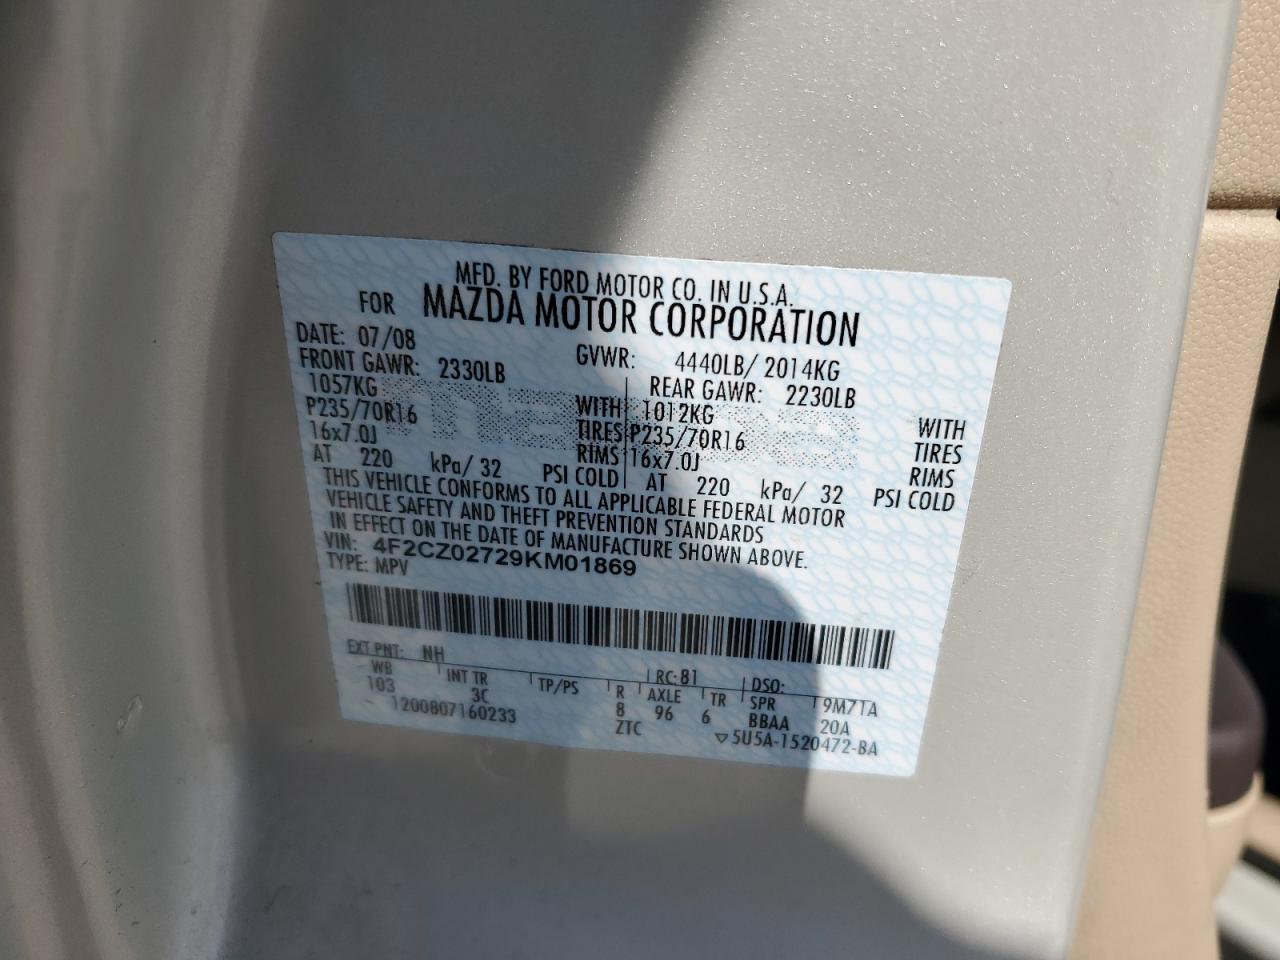 MFD. BY FORD MOTOR CO. IN U.S.A.
FOR MAZDA MOTOR CORPORATION
DATE: 07/08 GVWR: 4440LB/ 2014KG
FRONT GAWR: 2330LB REAR GAWR: 2230LB
1057KG WITH 1012KG WITH
P235/70R16 TIRES P235/70R16 TIRES
16x7.0J RIMS 16x7.0J RIMS
AT 220 kPa/ 32 PSI COLD AT 220 kPa/ 32 PSI COLD
THIS VEHICLE CONFORMS TO ALL APPLICABLE FEDERAL MOTOR
VEHICLE SAFETY AND THEFT PREVENTION STANDARDS
IN EFFECT ON THE DATE OF MANUFACTURE SHOWN ABOVE.
VIN: 4F2CZ02729KM01869
TYPE: MPV
EXT PNT: NH RC: 81 DSO:
WB INT TR TP/PS R AXLE TR SPR 9M7TA
103 3C 8 96 6 BBAA 20A
1200807160233 ZTC ▽5U5A-1520472-BA